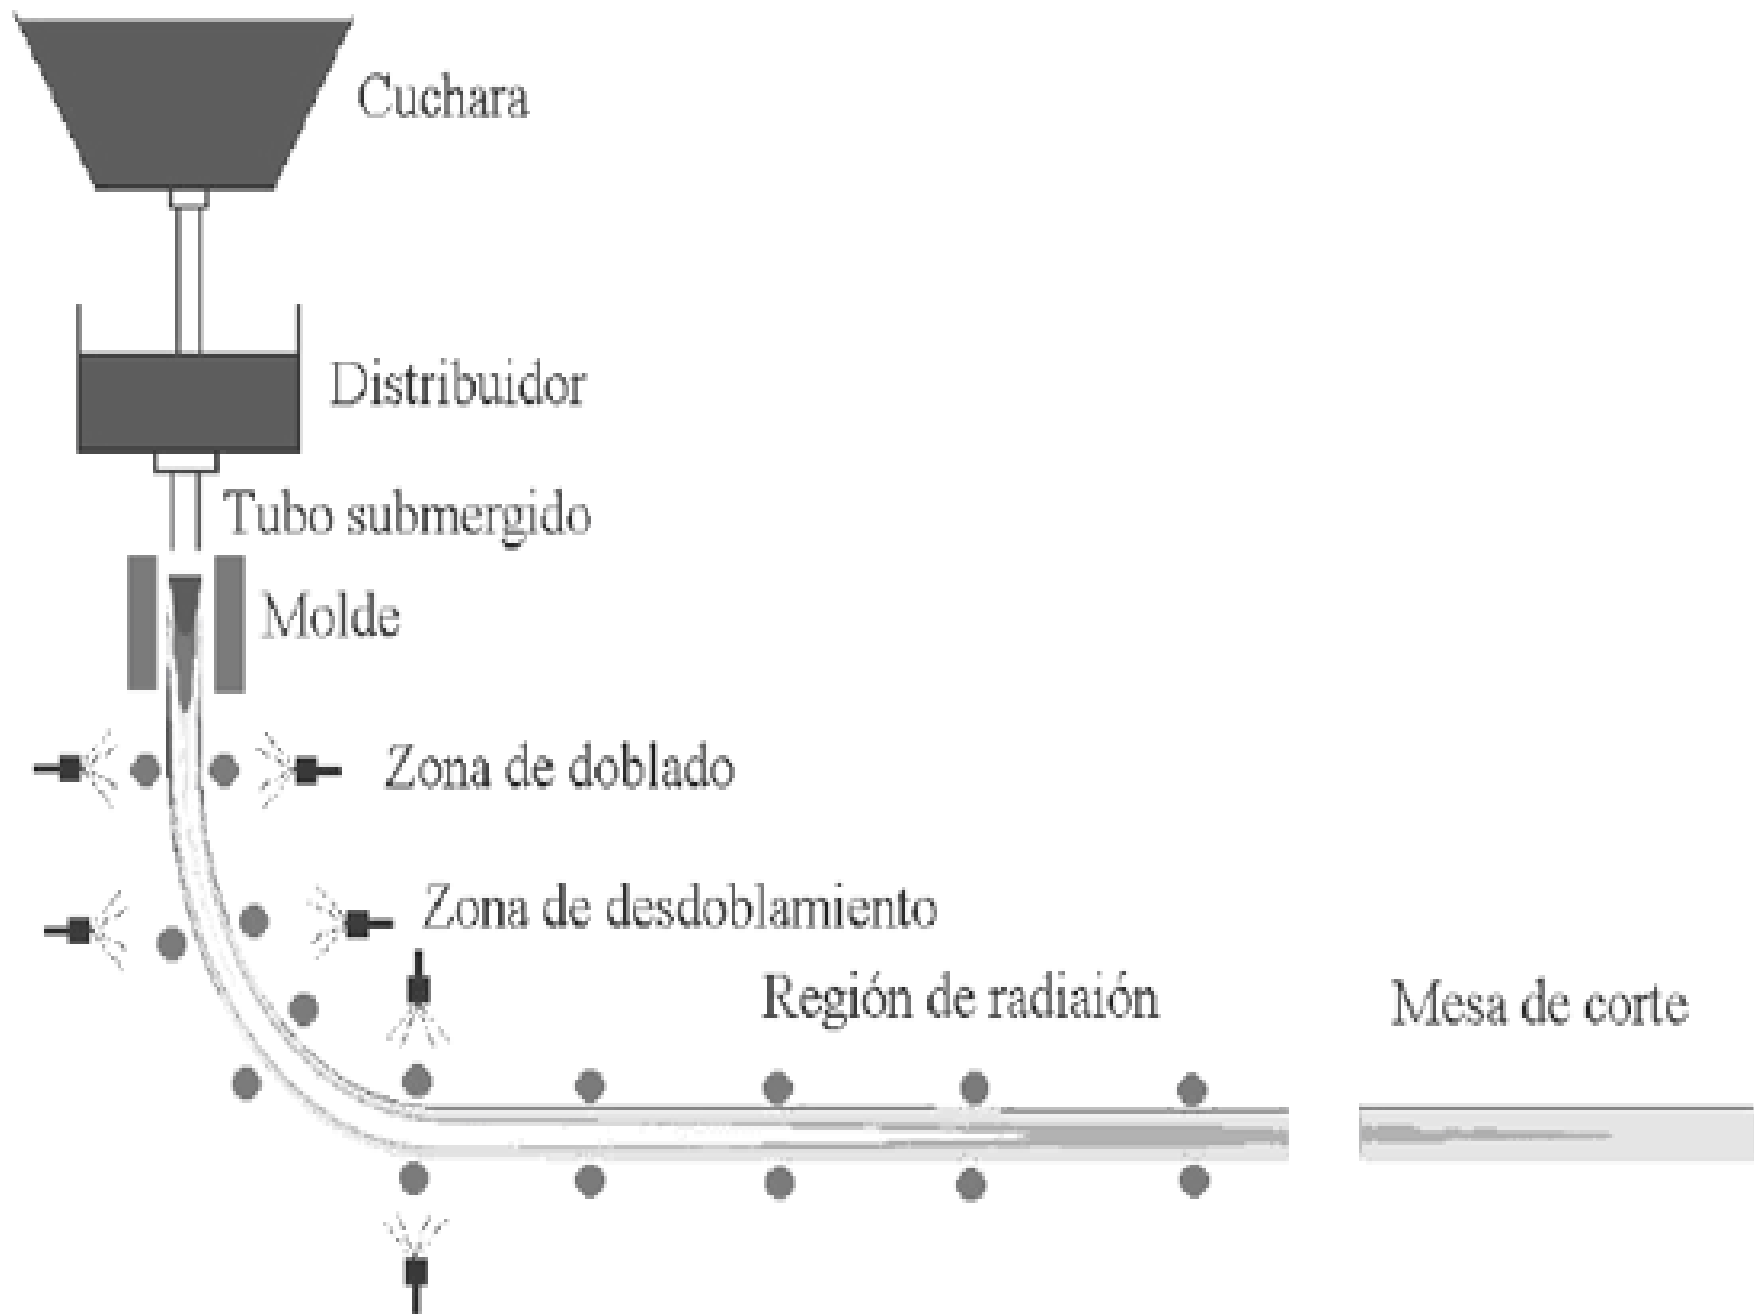 Cuchara
Distribuidor
Tubo submergido
Molde
Zona de doblado
Zona de desdoblamiento
Región de radiaión
Mesa de corte